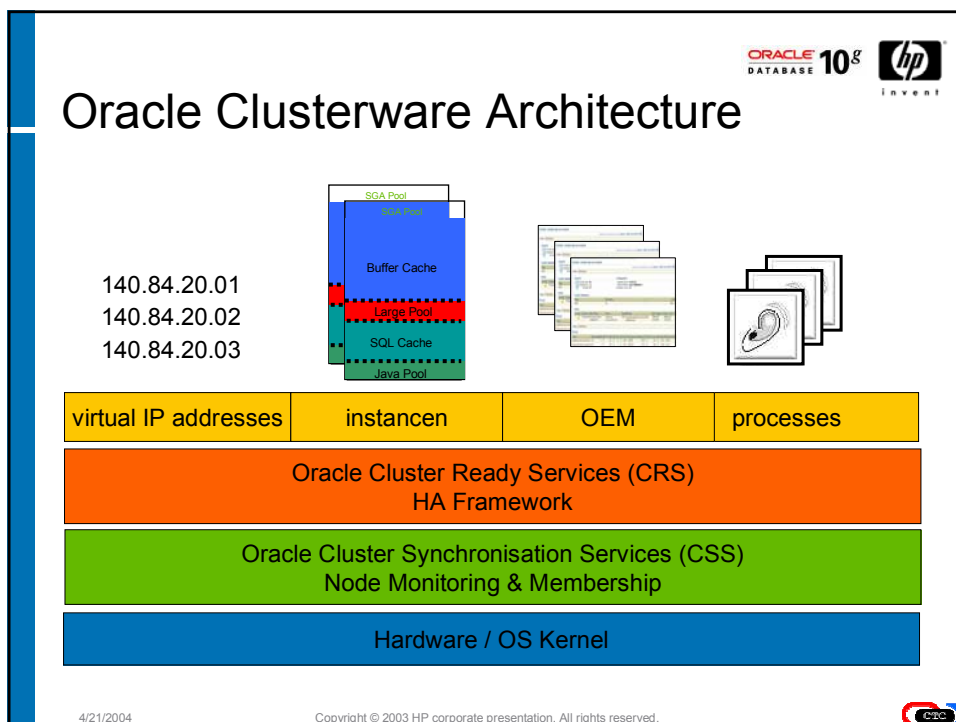 ORACLE
DATABASE 10g
hp
invent
Oracle Clusterware Architecture
SGA Pool
SGA Pool
Buffer Cache
Large Pool
SQL Cache
Java Pool
140.84.20.01
140.84.20.02
140.84.20.03
virtual IP addresses
instancen
OEM
processes
Oracle Cluster Ready Services (CRS)
HA Framework
Oracle Cluster Synchronisation Services (CSS)
Node Monitoring & Membership
Hardware / OS Kernel
4/21/2004
Copyright © 2003 HP corporate presentation. All rights reserved.
CTC